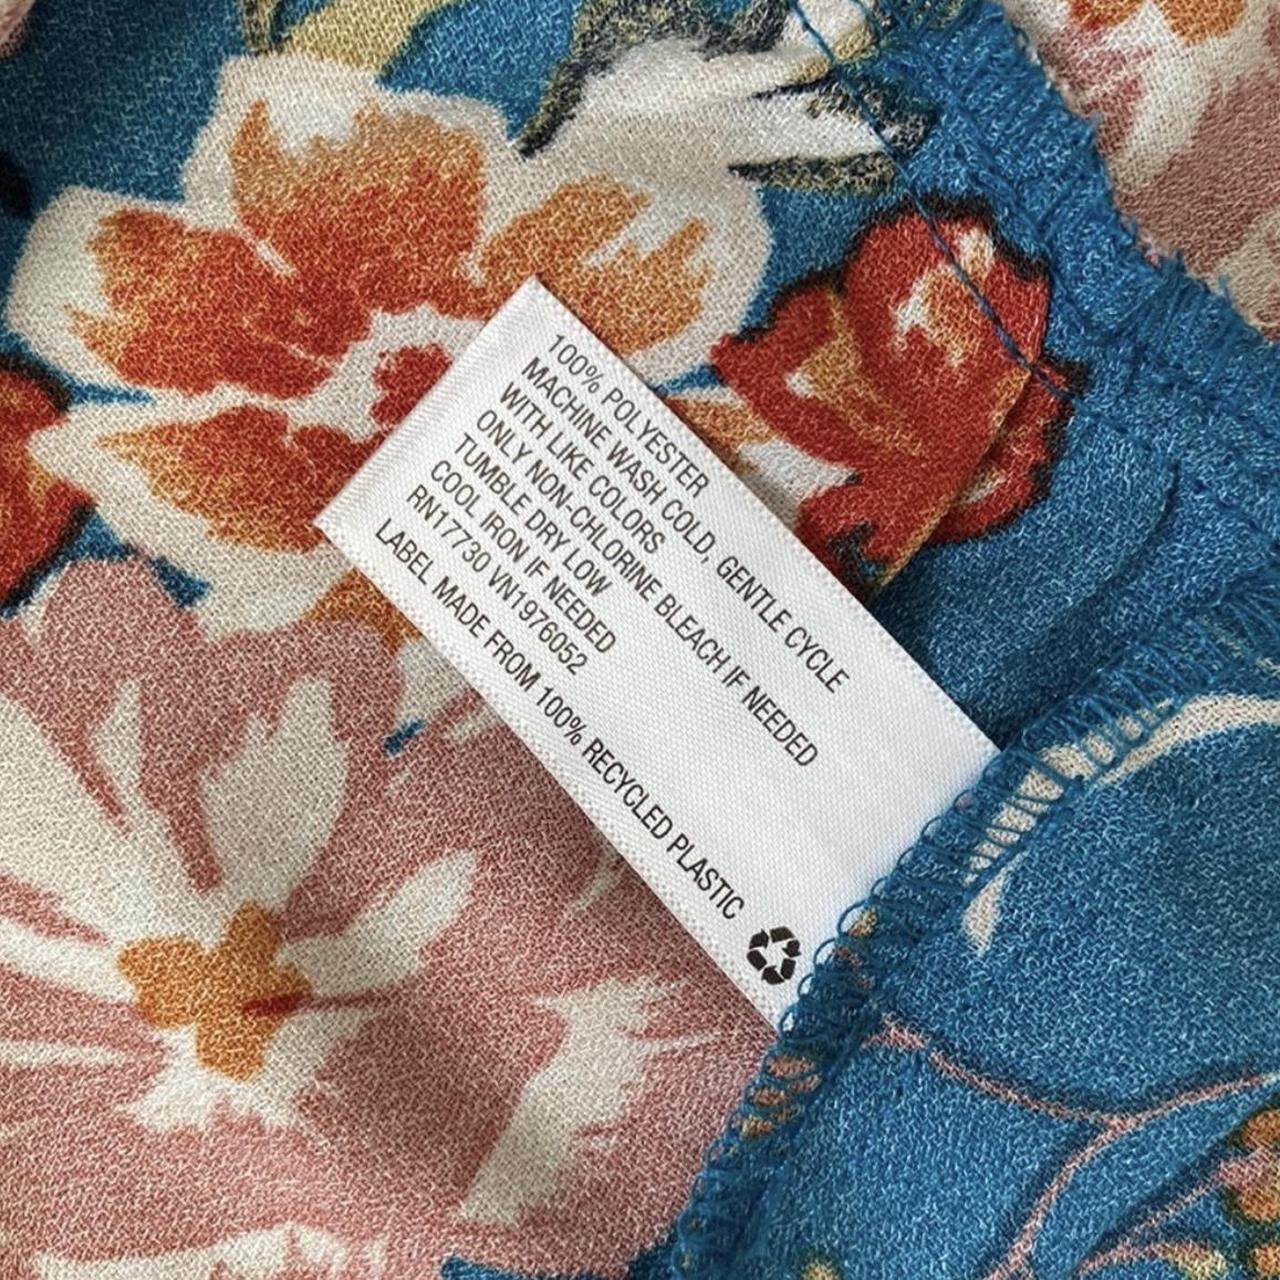 100% POLYESTER
MACHINE WASH COLD, GENTLE CYCLE
WITH LIKE COLORS
ONLY NON-CHLORINE BLEACH IF NEEDED
TUMBLE DRY LOW
COOL IRON IF NEEDED
RN17730 VN1976052
LABEL MADE FROM 100% RECYCLED PLASTIC